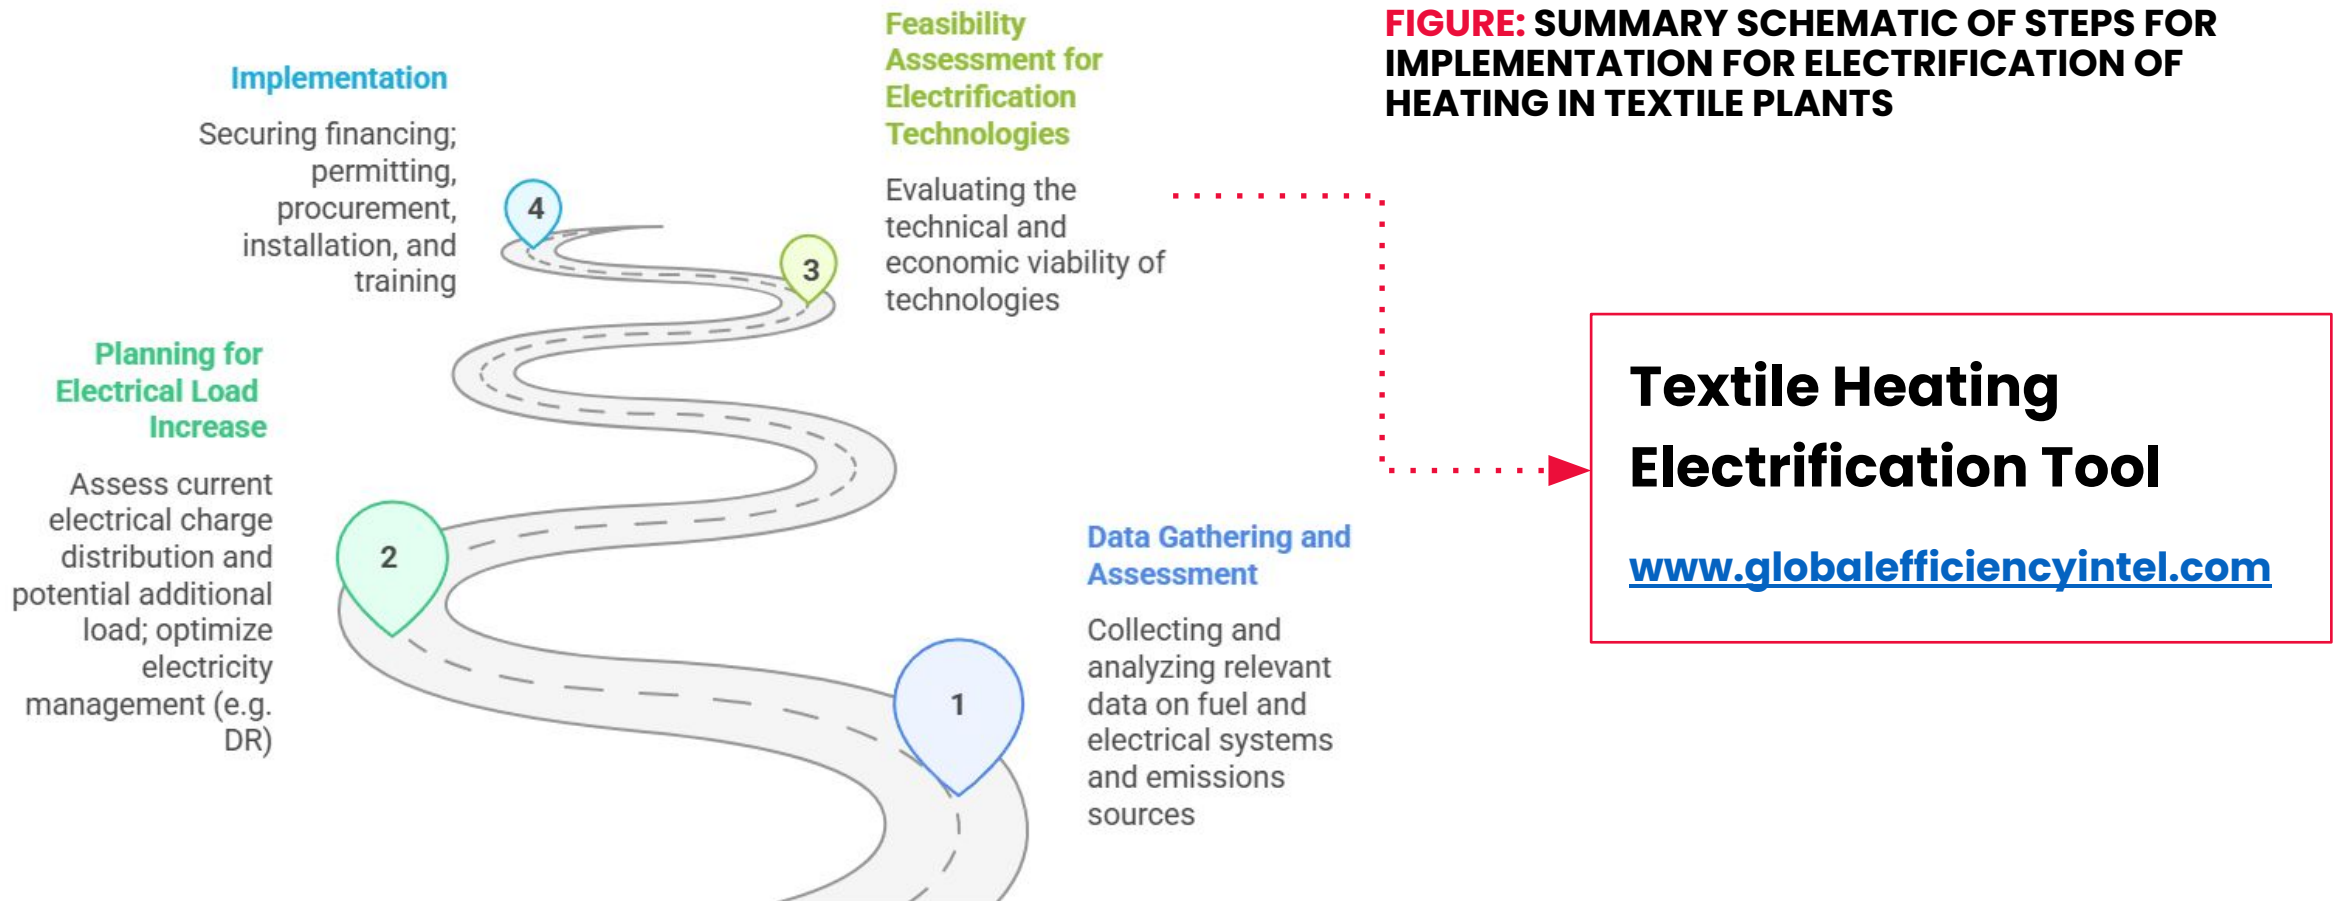 FIGURE: SUMMARY SCHEMATIC OF STEPS FOR
IMPLEMENTATION FOR ELECTRIFICATION OF
HEATING IN TEXTILE PLANTS
Implementation
Securing financing;
permitting,
procurement,
installation, and
training
4
Feasibility
Assessment for
Electrification
Technologies
Evaluating the
technical and
economic viability of
technologies
3
Planning for
Electrical Load
Increase
Assess current
electrical charge
distribution and
potential additional
load; optimize
electricity
management (e.g.
DR)
2
Data Gathering and
Assessment
Collecting and
analyzing relevant
data on fuel and
electrical systems
and emissions
sources
1
Textile Heating
Electrification Tool
www.globalefficiencyintel.com